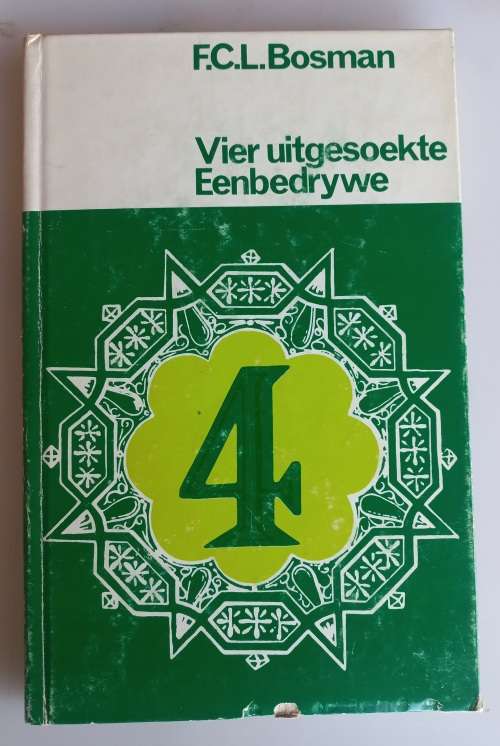 F.C.L.Bosman
Vier uitgesoekte
Eenbedrywe
4